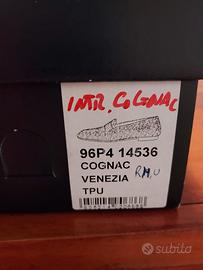 INTR. COGNAC
96P4 14536
COGNAC
VENEZIA
TPU
subito